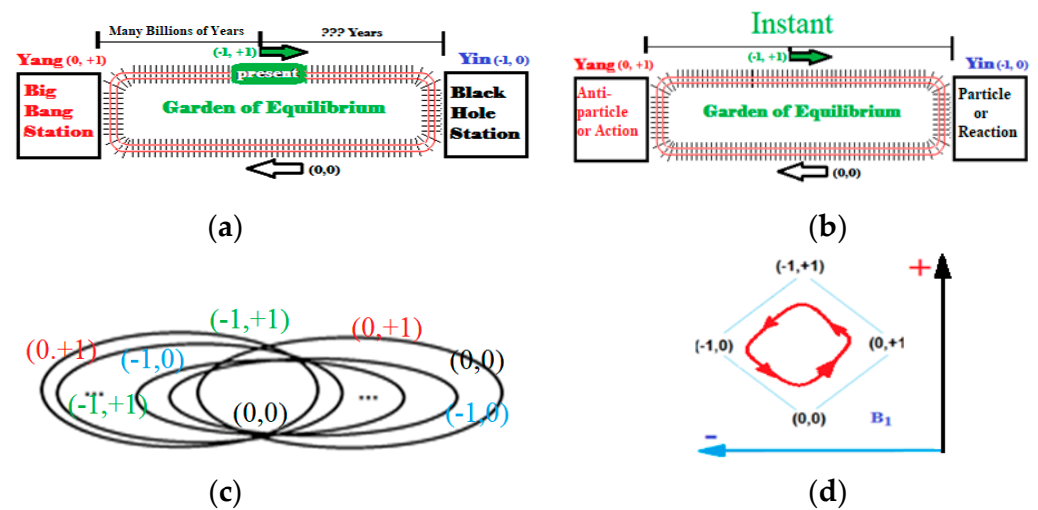 Many Billions of Years
??? Years
(-1, +1)
Yang (0, +1)
Yin (-1, 0)
present
Big
Bang
Station
Garden of Equilibrium
Black
Hole
Station
(0,0)
(a)
Instant
(-1, +1)
Yang (0, +1)
Yin (-1, 0)
Anti-
particle
or Action
Garden of Equilibrium
Particle
or
Reaction
(0,0)
(b)
(-1,+1)
(0,+1)
(0.+1)
(-1,0)
(0,0)
...
...
(-1,+1)
(0,0)
(-1,0)
(c)
(-1,+1)
+
(-1,0)
(0,+1
(0,0)
B1
-
(d)